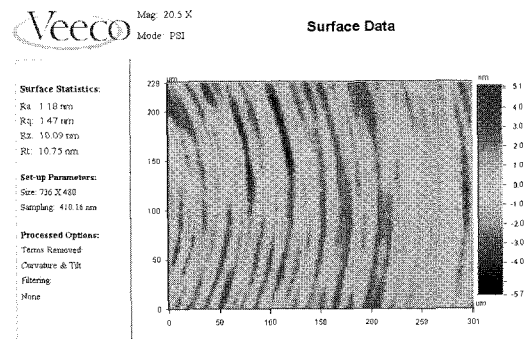 Veeco
Mag: 20.5 X
Mode: PSI
Surface Data
Surface Statistics:
Ra: 1.18 nm
Rq: 1.47 nm
Rz: 10.09 nm
Rt: 10.75 nm
Set-up Parameters:
Size: 736 X 480
Sampling: 410.16 nm
Processed Options:
Terms Removed:
Curvature & Tilt
Filtering:
None
um
229
200
150
100
50
0
0 50 100 150 200 250 301
um
nm
5.1
4.0
3.0
2.0
1.0
0.0
-1.0
-2.0
-3.0
-4.0
-5.7